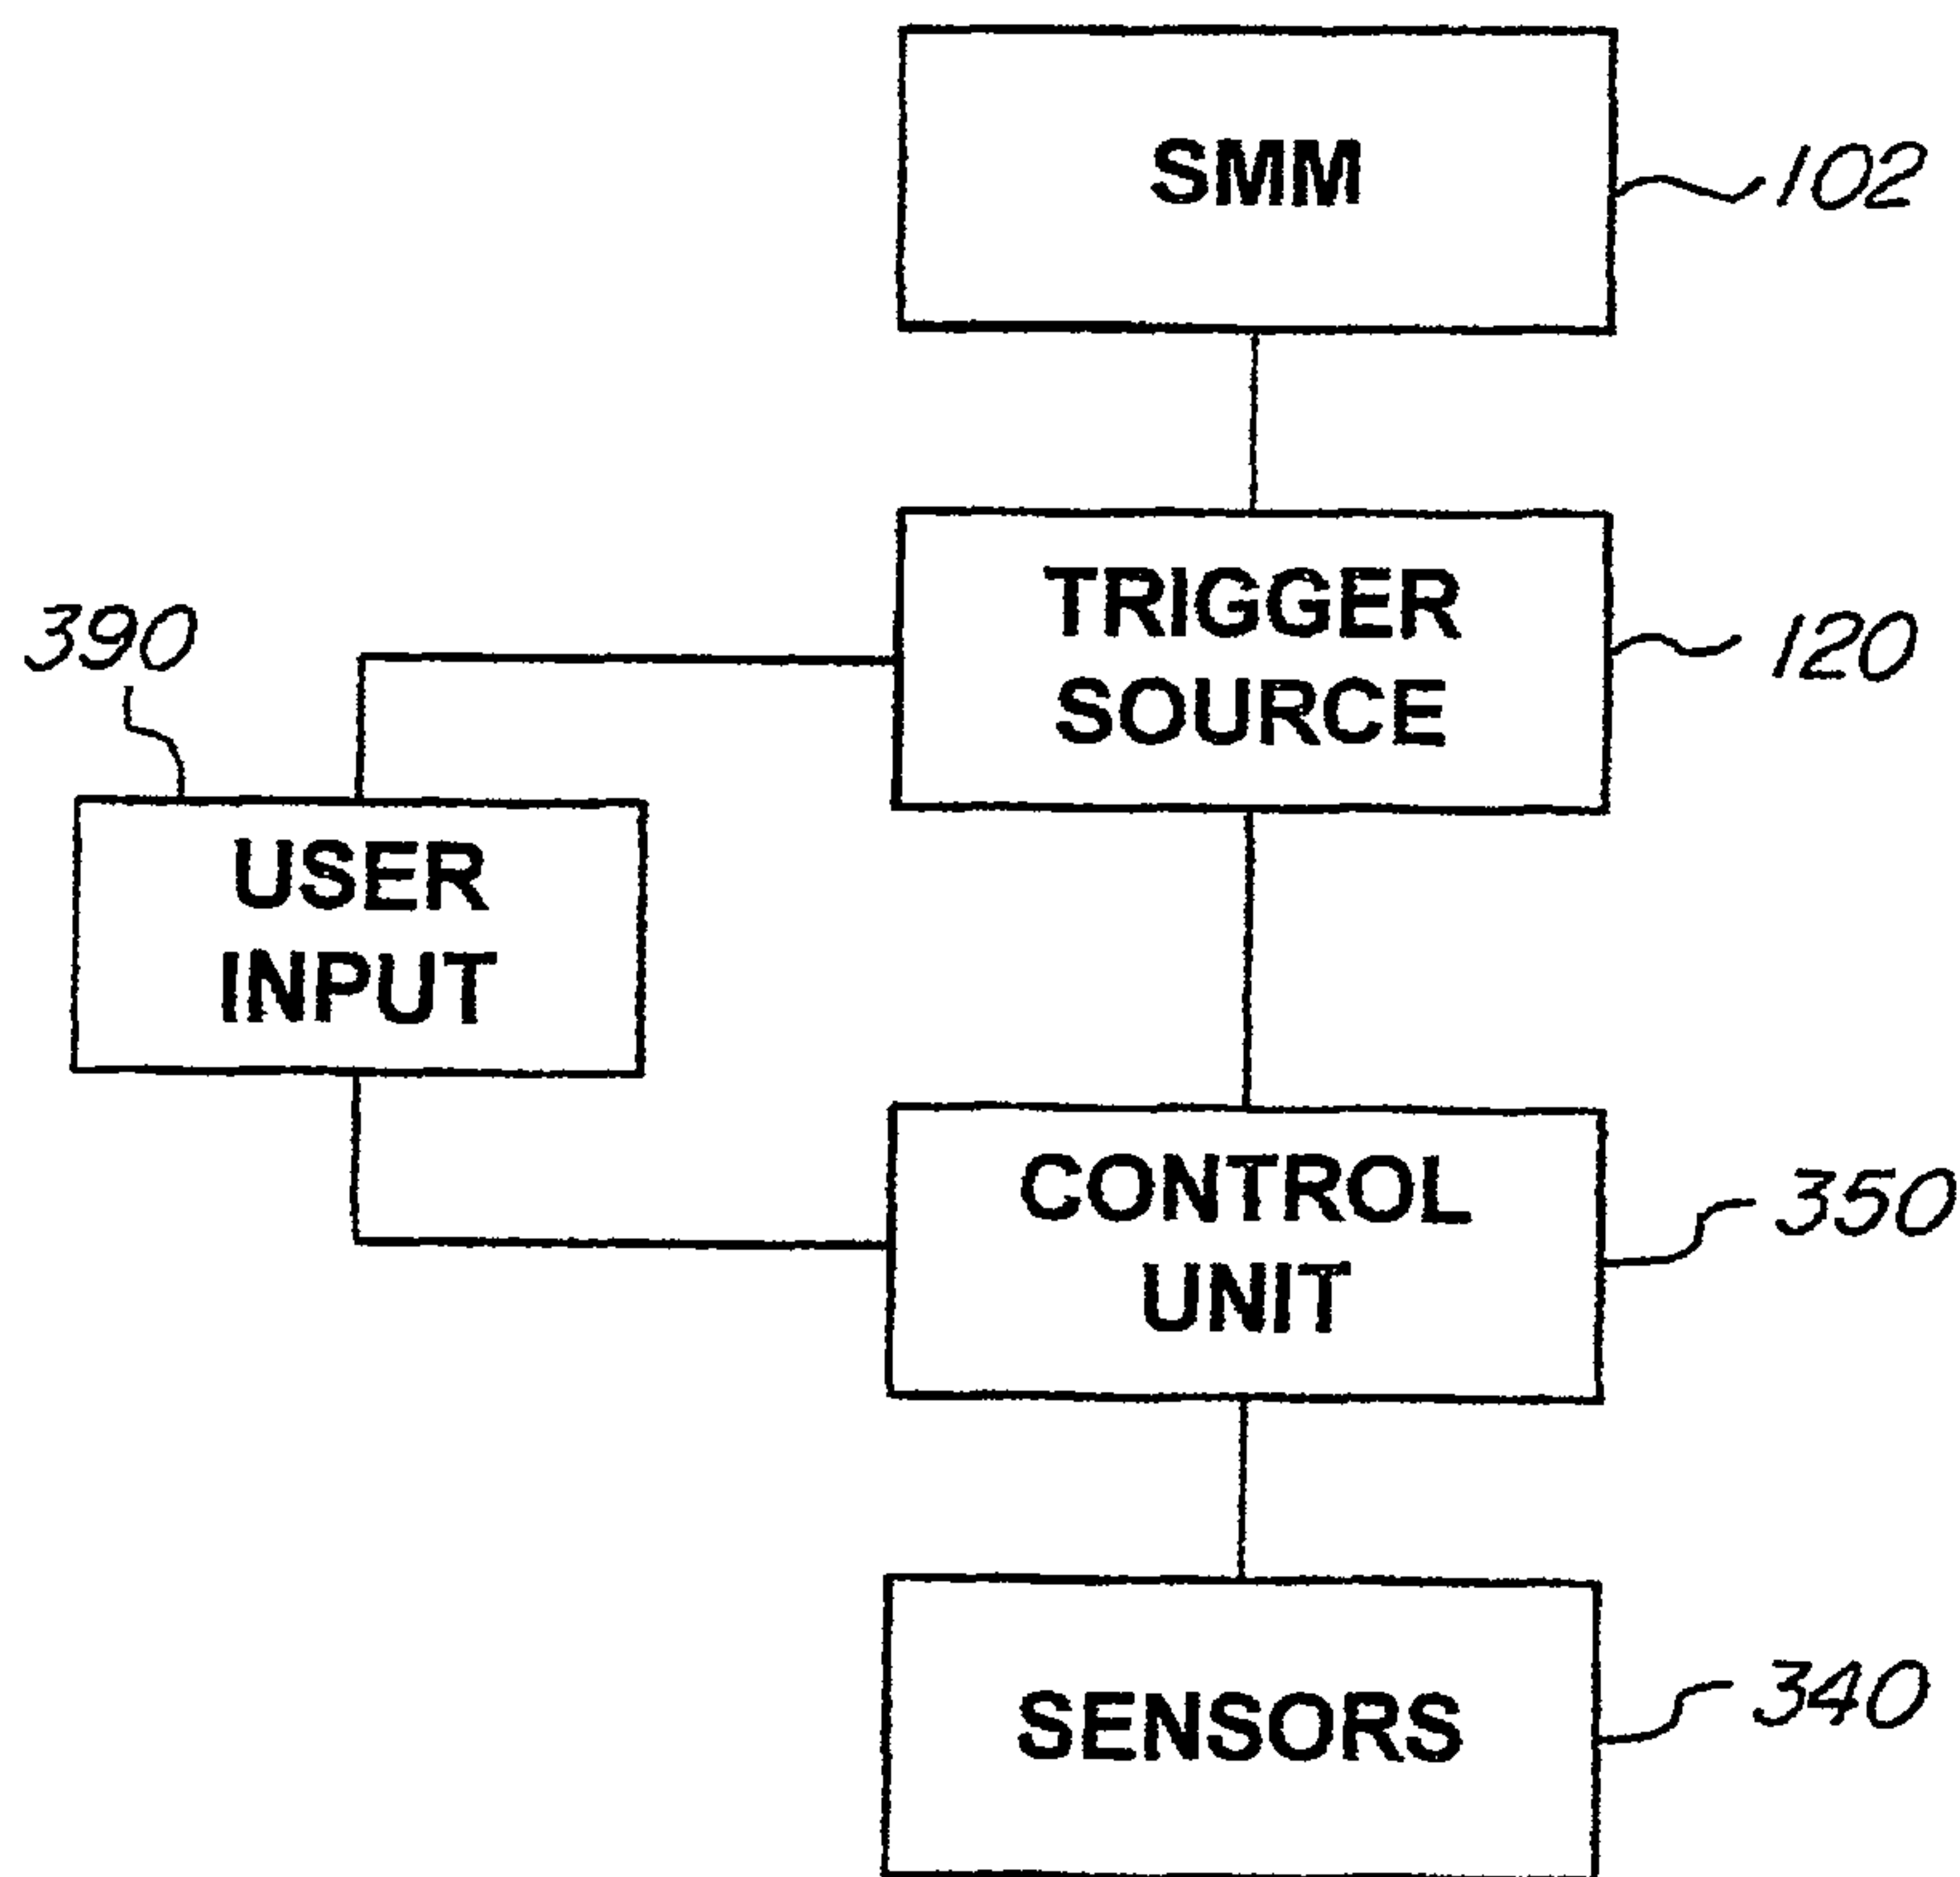 SMM
102
TRIGGER
SOURCE
120
390
USER
INPUT
CONTROL
UNIT
350
SENSORS
340